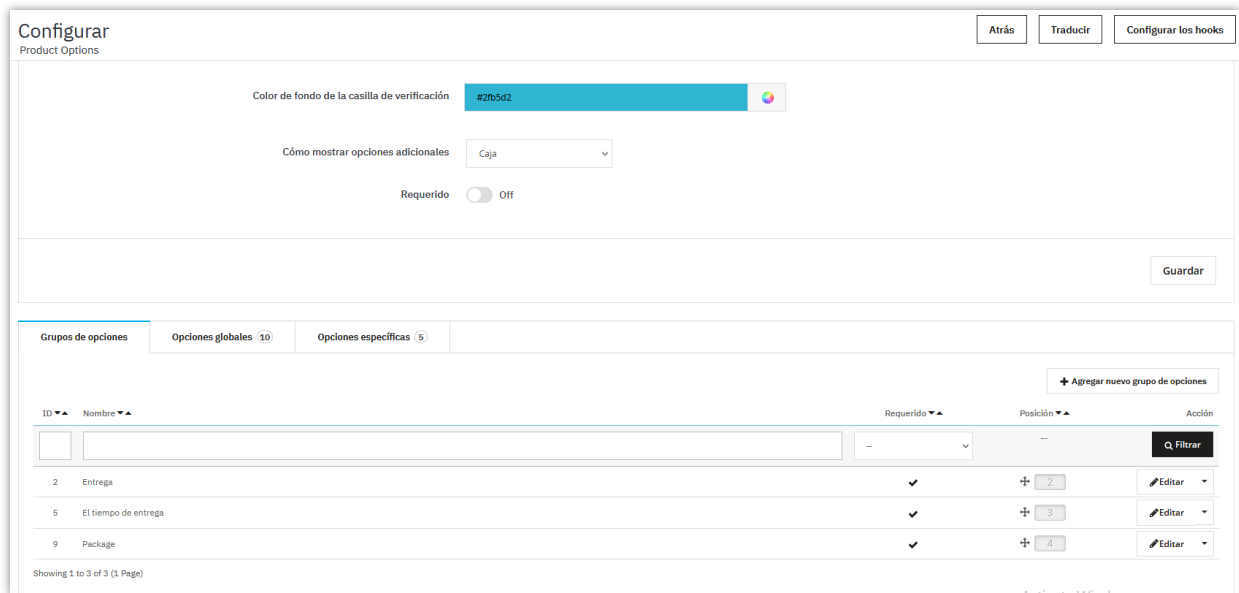 Configurar
Product Options
Atrás
Traducir
Configurar los hooks
Color de fondo de la casilla de verificación
#2fb5d2
Cómo mostrar opciones adicionales
Caja
Requerido
Off
Guardar
Grupos de opciones
Opciones globales 10
Opciones específicas 5
Agregar nuevo grupo de opciones
ID Nombre Requerido Posición Acción
-- -- Filtrar
2 Entrega 2 Editar
5 El tiempo de entrega 3 Editar
9 Package 4 Editar
Showing 1 to 3 of 3 (1 Page)